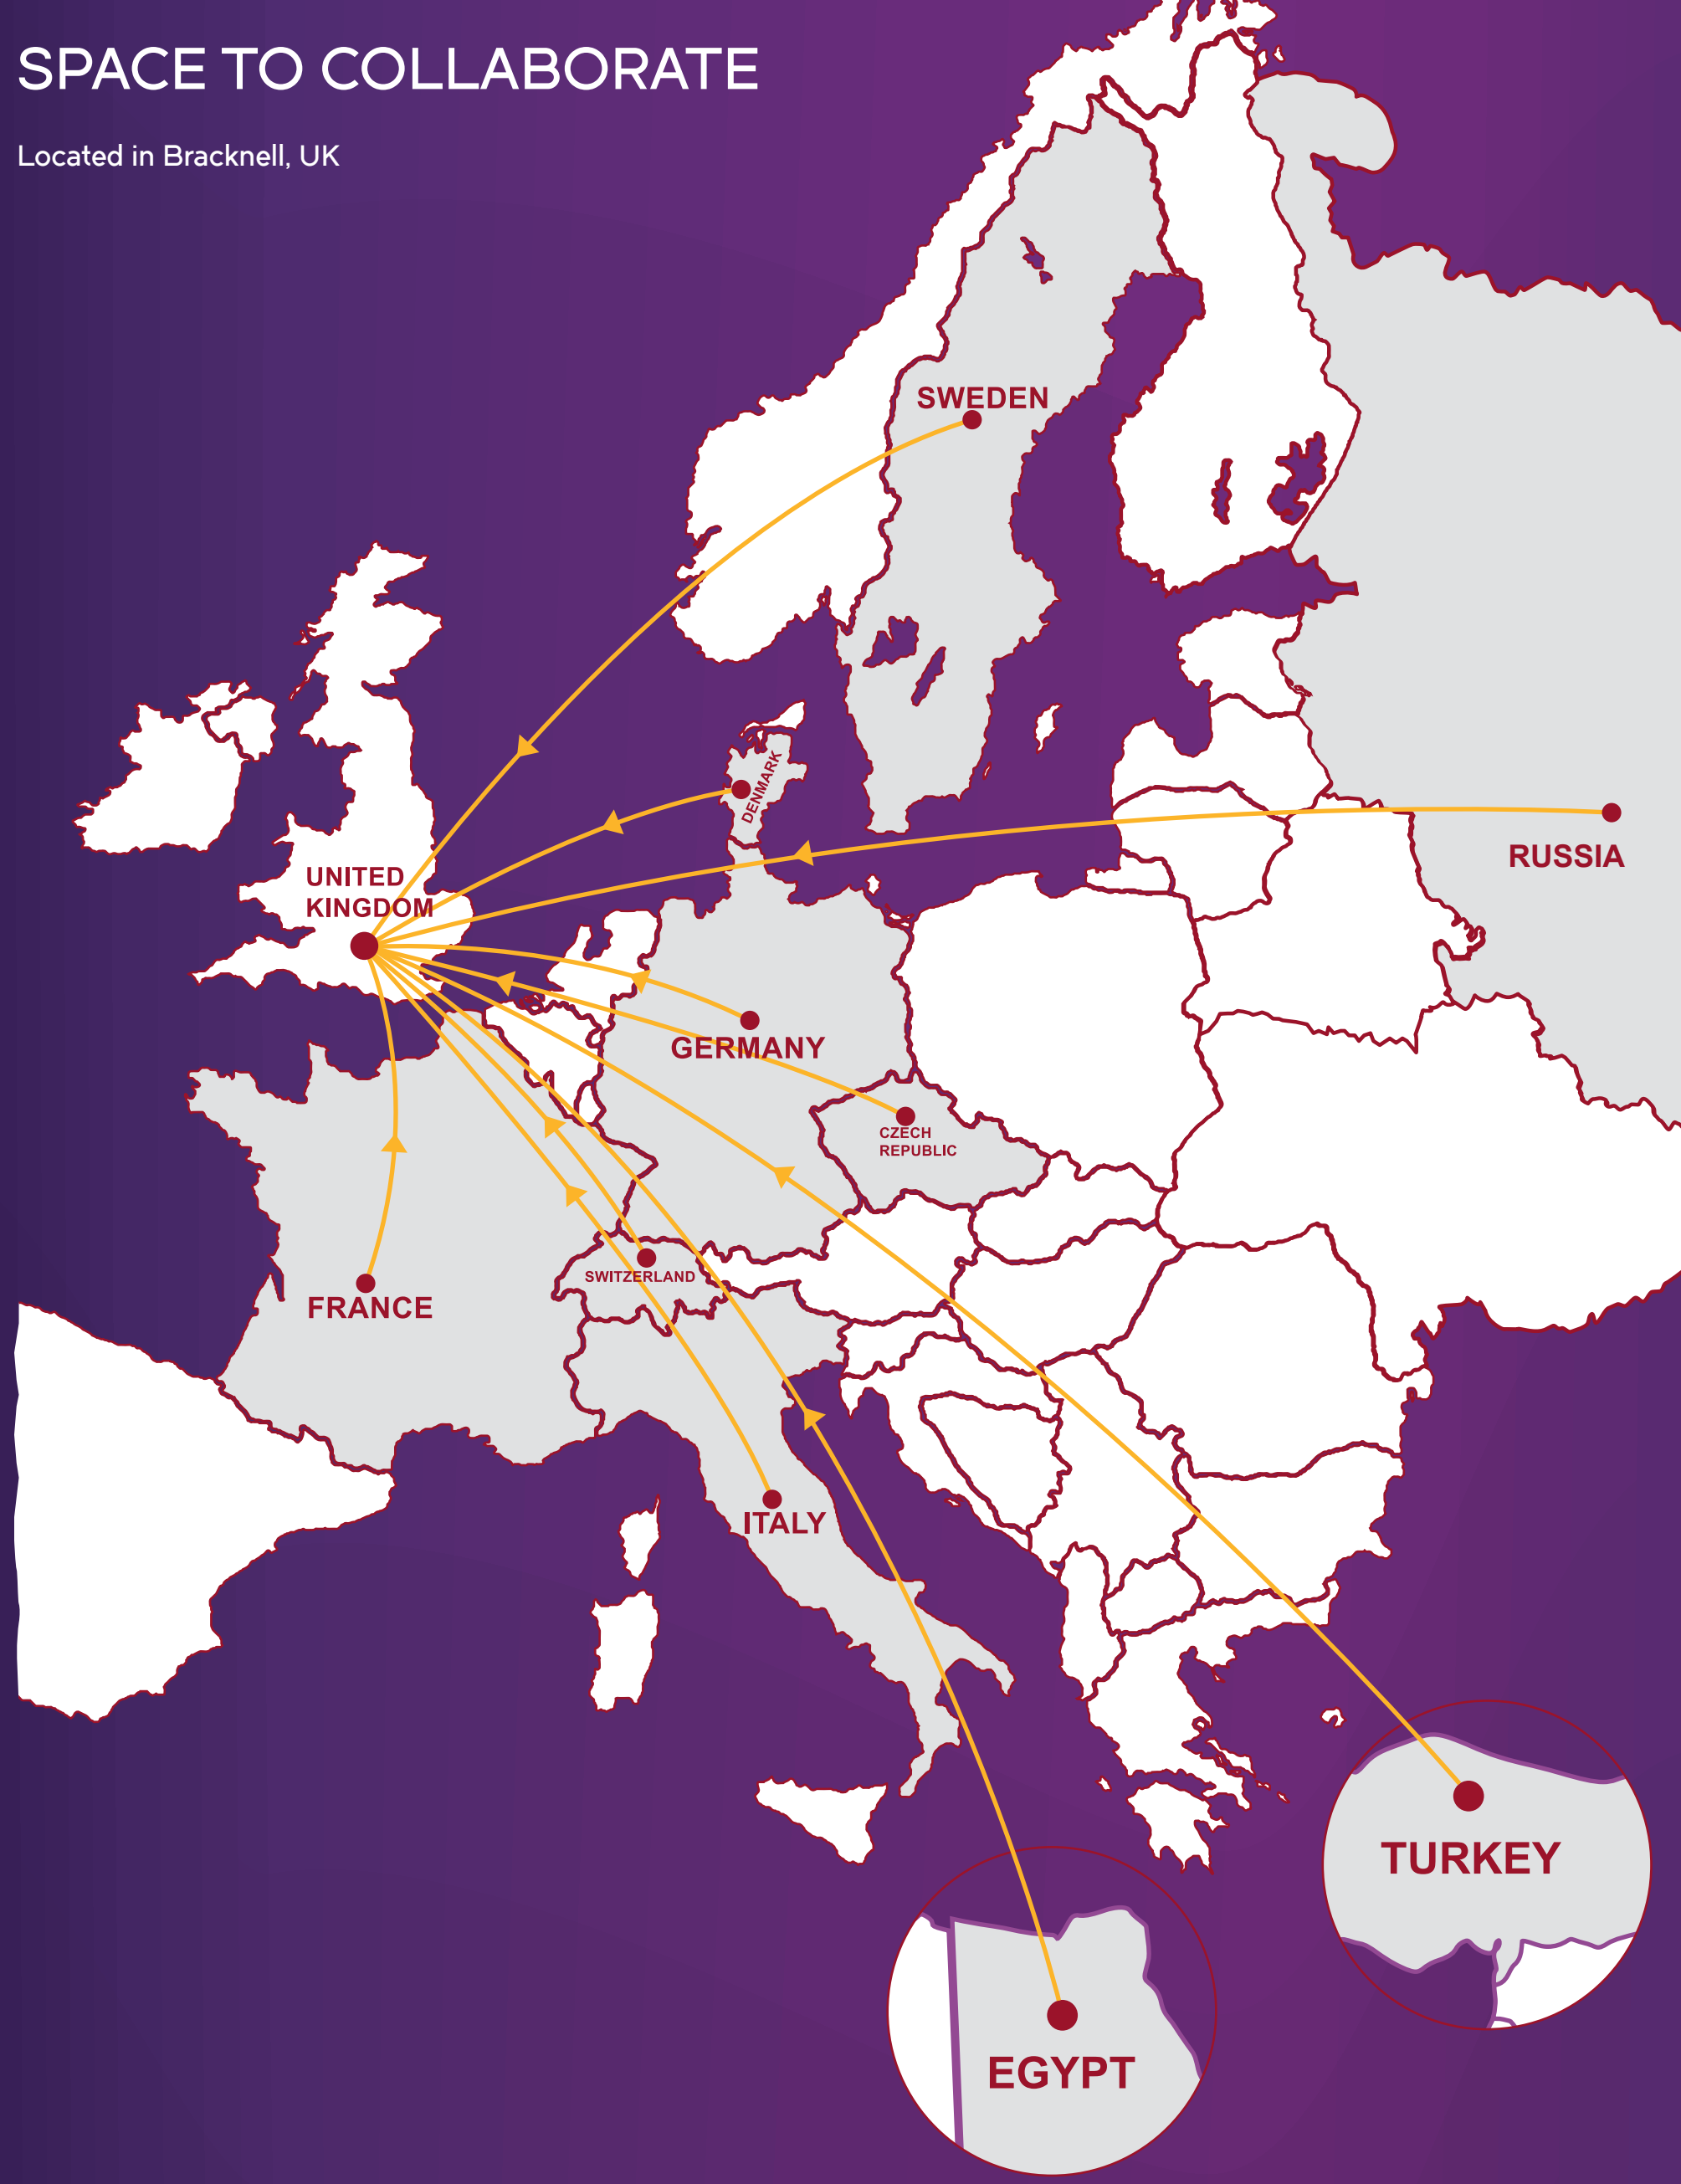 SPACE TO COLLABORATE
Located in Bracknell, UK
SWEDEN
DENMARK
RUSSIA
UNITED
KINGDOM
GERMANY
CZECH
REPUBLIC
SWITZERLAND
FRANCE
ITALY
TURKEY
EGYPT